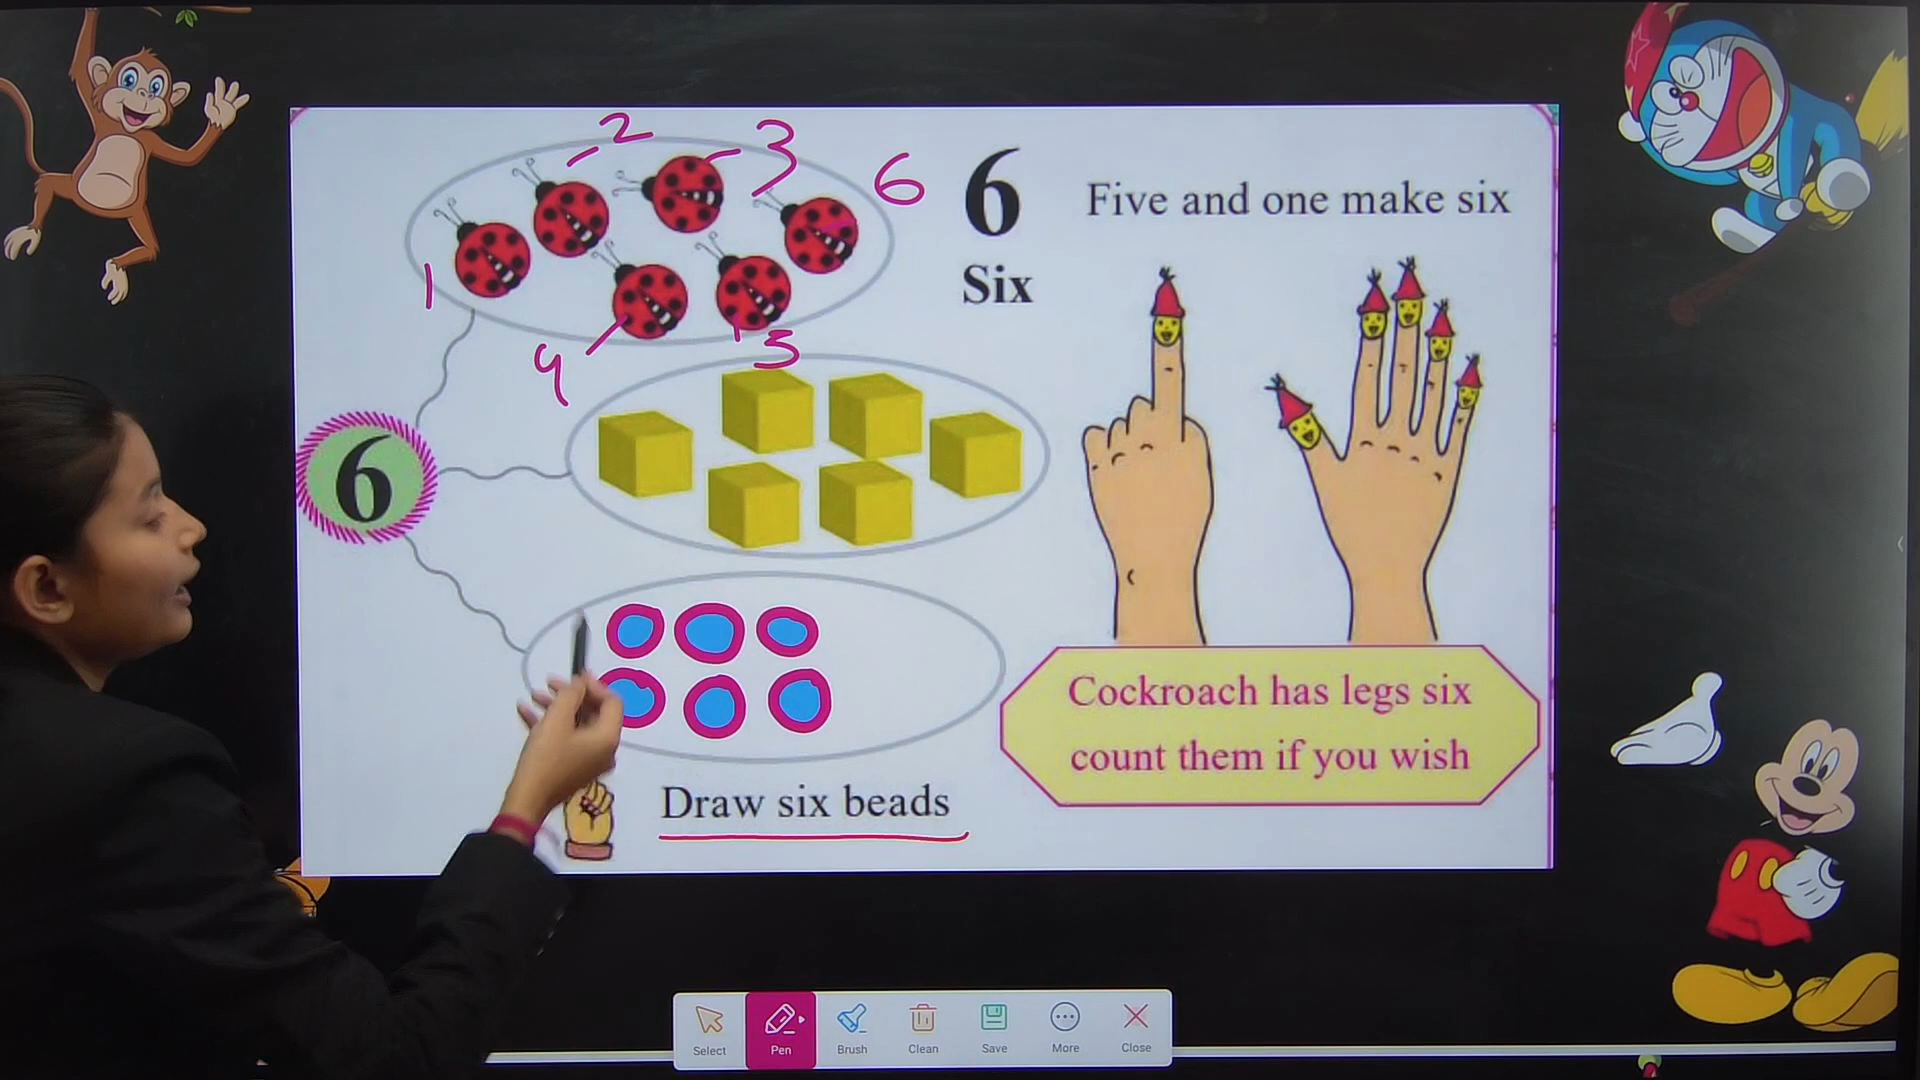 2
3
6
1
4
5
6
Six
Five and one make six
6
Cockroach has legs six
count them if you wish
Draw six beads
Select
Pen
Brush
Clean
Save
More
Close